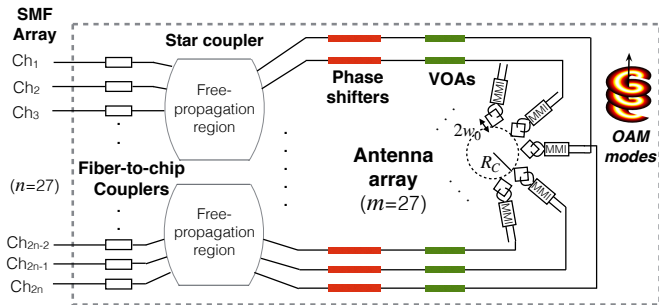 SMF
Array
Star coupler
Ch1
Ch2
Ch3
Free-
propagation
region
Phase
shifters
VOAs
MMI
MMI
MMI
MMI
MMI
2w0
RC
OAM
modes
Fiber-to-chip
Couplers
(n=27)
Antenna
array
(m=27)
Free-
propagation
region
Ch2n-2
Ch2n-1
Ch2n